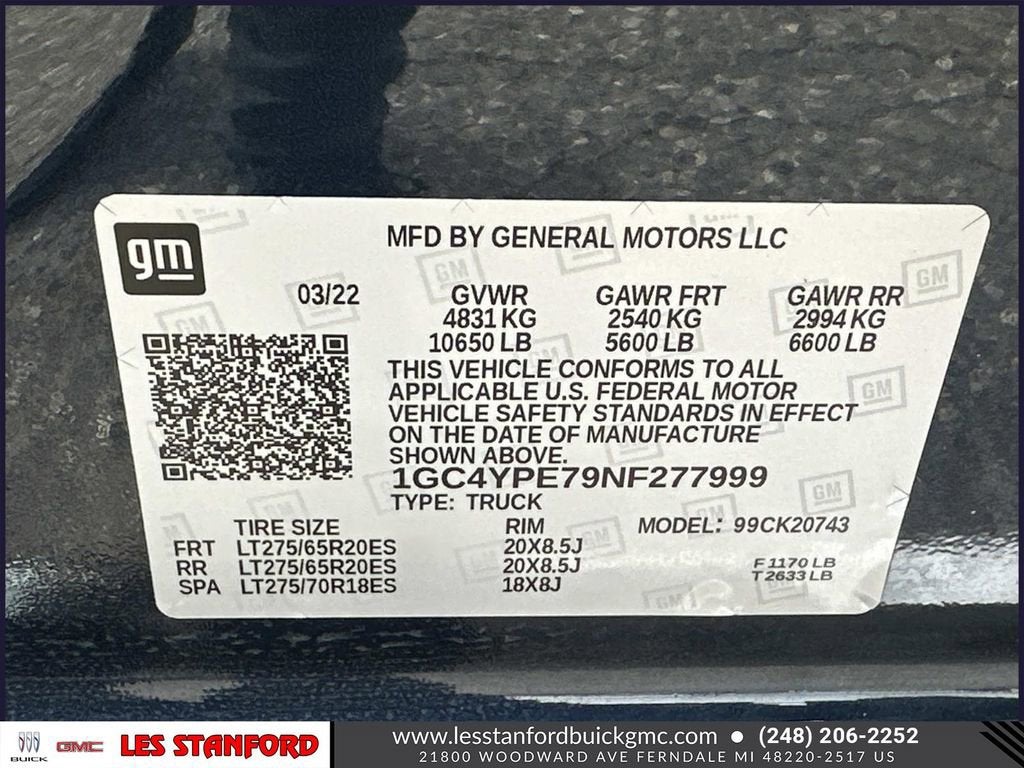 gm
MFD BY GENERAL MOTORS LLC
03/22
GVWR GAWR FRT GAWR RR
4831 KG 2540 KG 2994 KG
10650 LB 5600 LB 6600 LB
THIS VEHICLE CONFORMS TO ALL
APPLICABLE U.S. FEDERAL MOTOR
VEHICLE SAFETY STANDARDS IN EFFECT
ON THE DATE OF MANUFACTURE
SHOWN ABOVE.
1GC4YPE79NF277999
TYPE: TRUCK
TIRE SIZE RIM MODEL: 99CK20743
FRT LT275/65R20ES 20X8.5J
RR LT275/65R20ES 20X8.5J F 1170 LB
SPA LT275/70R18ES 18X8J T 2633 LB
BUICK GMC LES STANFORD
www.lesstanfordbuickgmc.com ● (248) 206-2252
21800 WOODWARD AVE FERNDALE MI 48220-2517 US